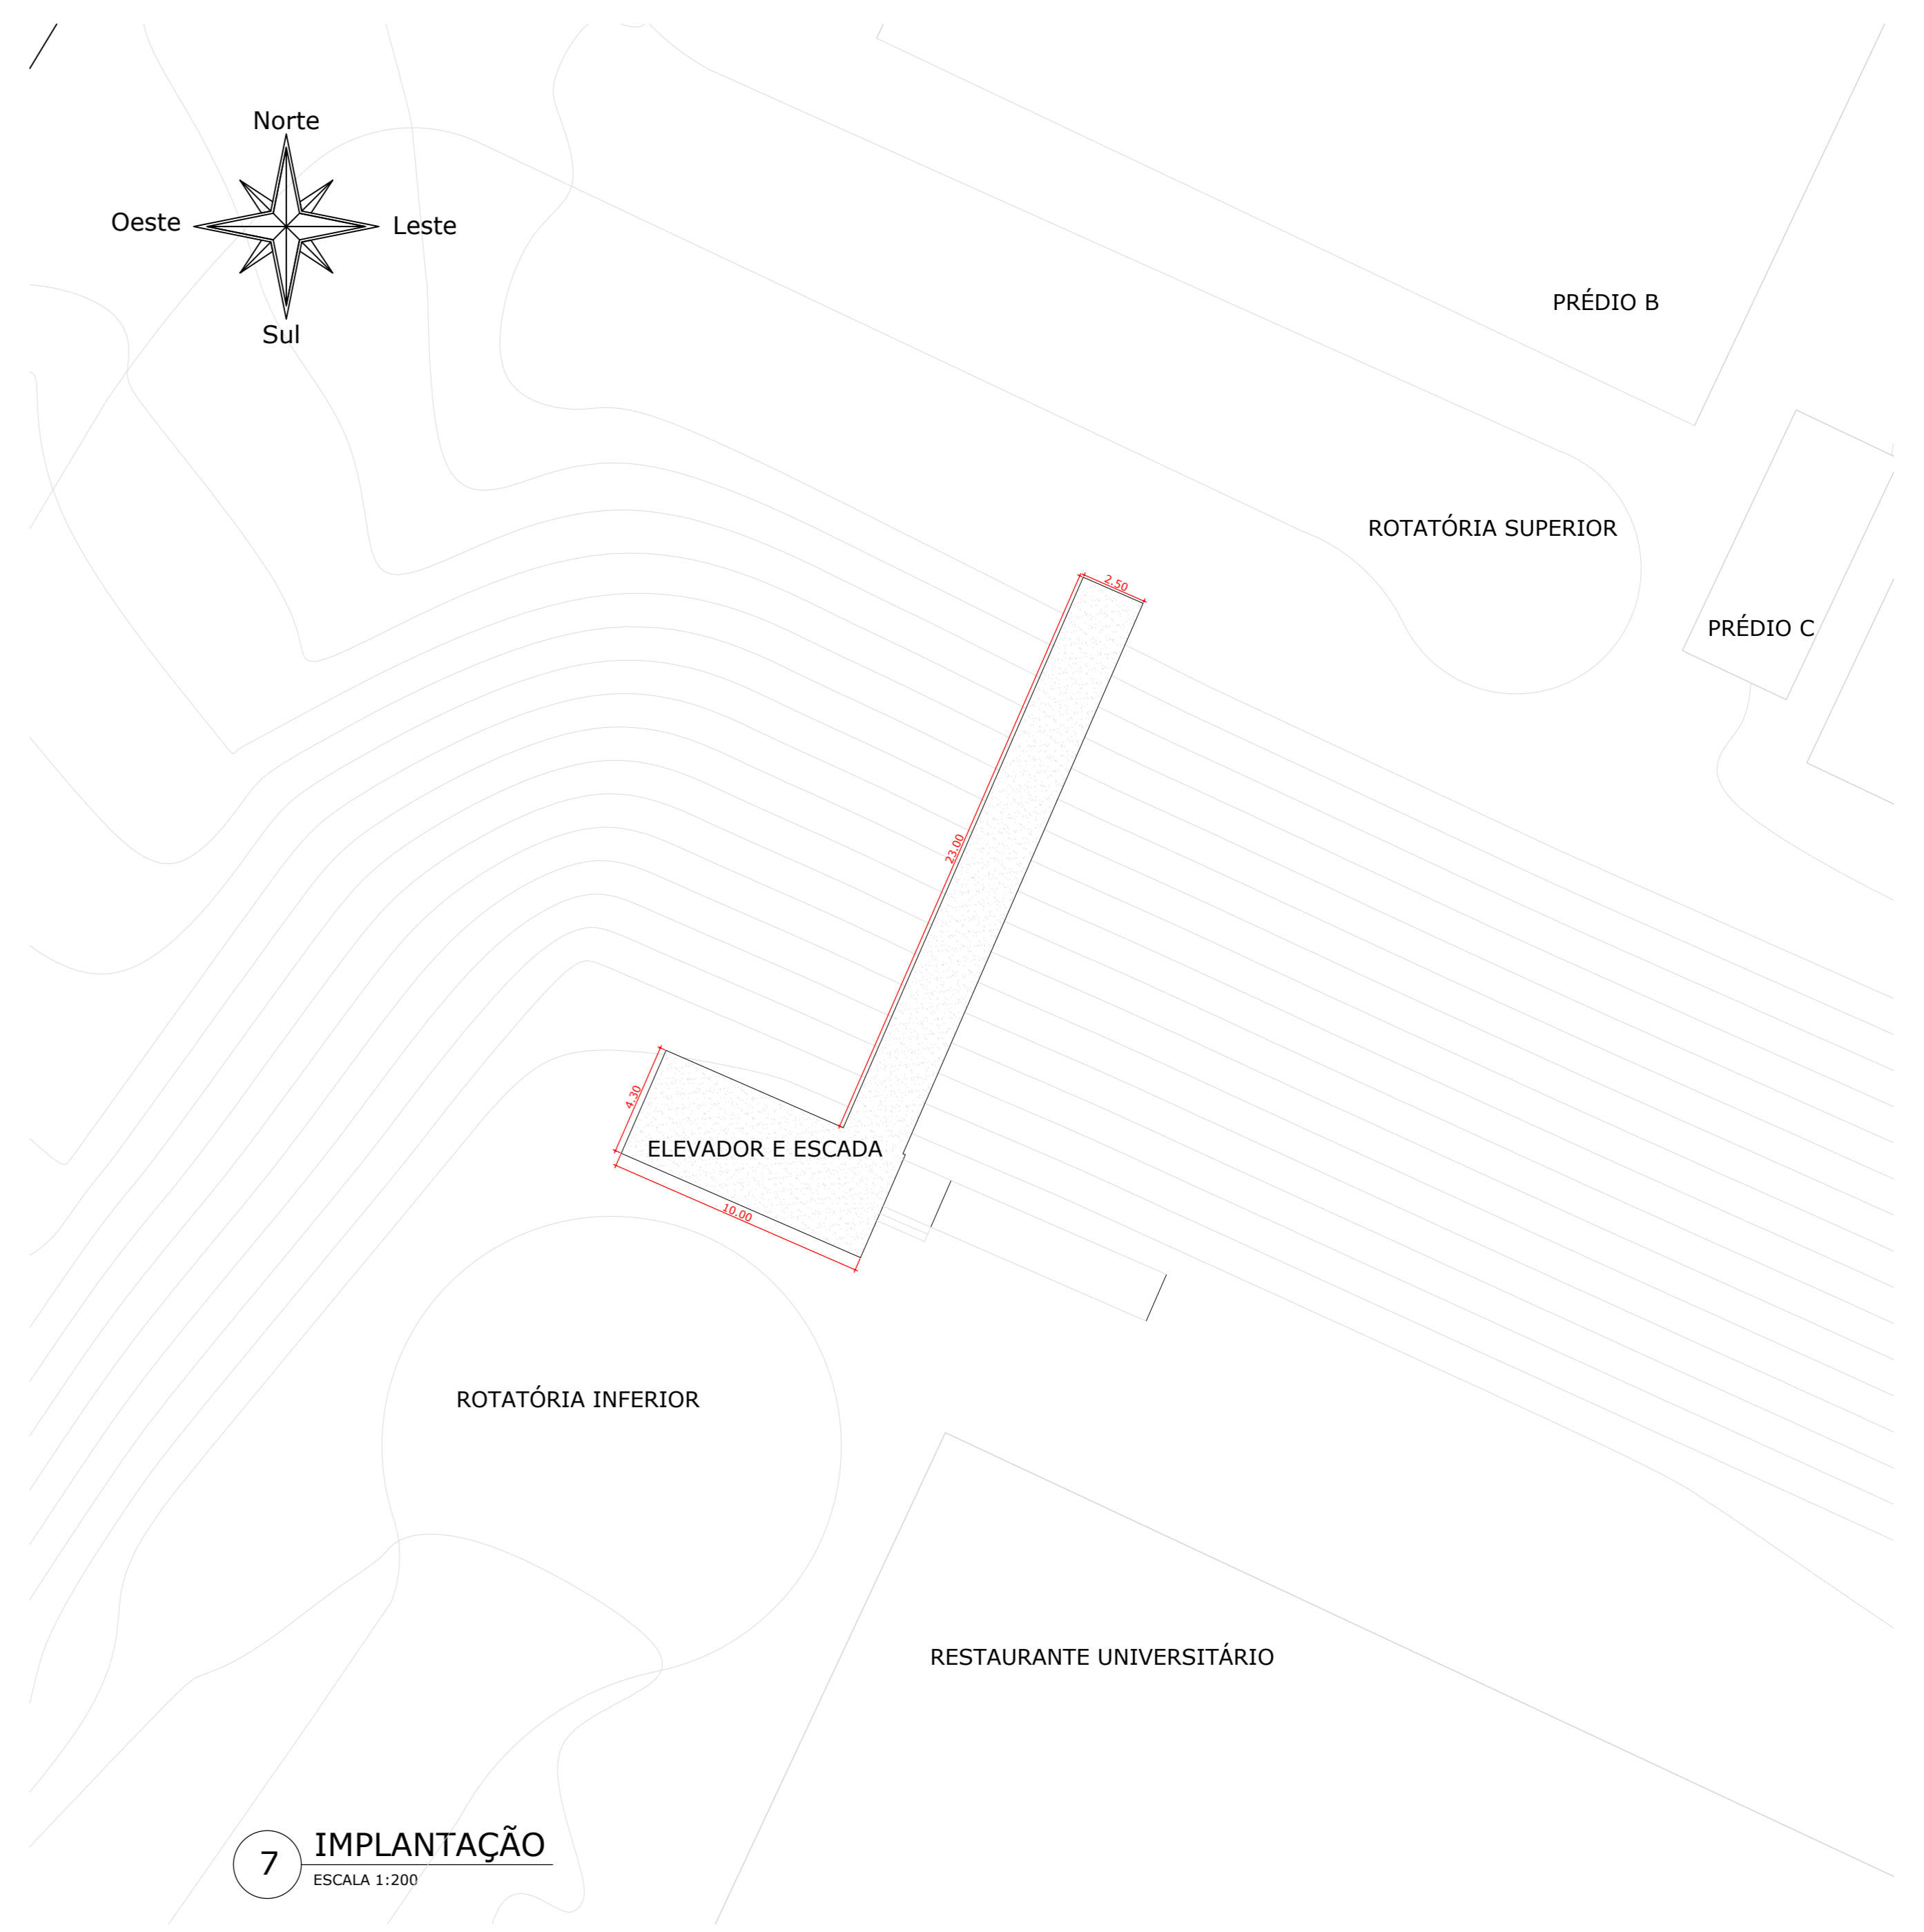 Norte
Oeste
Leste
Sul
PRÉDIO B
ROTATÓRIA SUPERIOR
2.50
PRÉDIO C
23.00
4.30
ELEVADOR E ESCADA
10.00
ROTATÓRIA INFERIOR
RESTAURANTE UNIVERSITÁRIO
7
IMPLANTAÇÃO
ESCALA 1:200